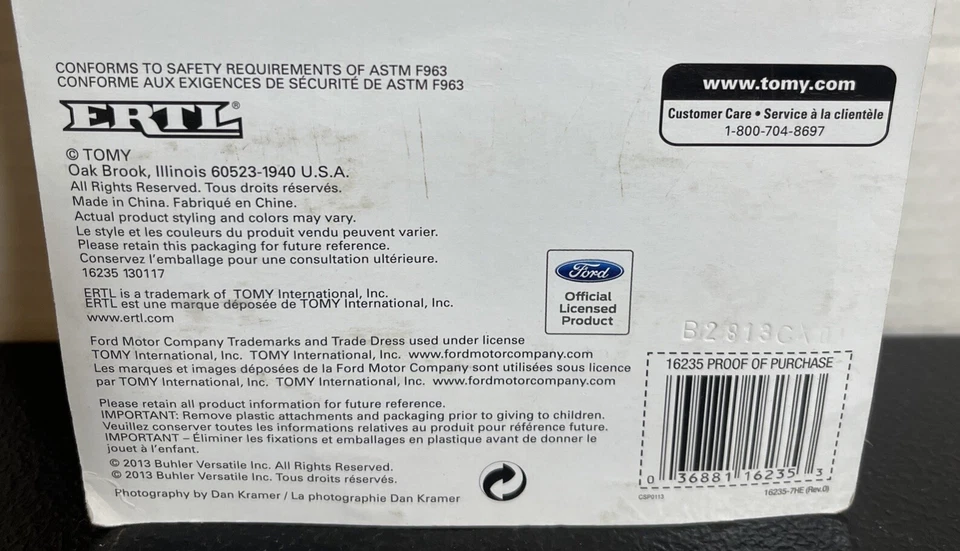 CONFORMS TO SAFETY REQUIREMENTS OF ASTM F963
CONFORME AUX EXIGENCES DE SÉCURITÉ DE ASTM F963
ERTL®
© TOMY
Oak Brook, Illinois 60523-1940 U.S.A.
All Rights Reserved. Tous droits réservés.
Made in China. Fabriqué en Chine.
Actual product styling and colors may vary.
Le style et les couleurs du produit vendu peuvent varier.
Please retain this packaging for future reference.
Conservez l'emballage pour une consultation ultérieure.
16235 130117
ERTL is a trademark of TOMY International, Inc.
ERTL est une marque déposée de TOMY International, Inc.
www.ertl.com
Ford Motor Company Trademarks and Trade Dress used under license
TOMY International, Inc. TOMY International, Inc. www.fordmotorcompany.com
Les marques et images déposées de la Ford Motor Company sont utilisées sous licence
par TOMY International, Inc. TOMY International, Inc. www.fordmotorcompany.com
Please retain all product information for future reference.
IMPORTANT: Remove plastic attachments and packaging prior to giving to children.
Veuillez conserver toutes les informations relatives au produit pour référence future.
IMPORTANT – Éliminer les fixations et emballages en plastique avant de donner le
jouet à l'enfant.
© 2013 Buhler Versatile Inc. All Rights Reserved.
© 2013 Buhler Versatile Inc. Tous droits réservés.
Photography by Dan Kramer / La photographie Dan Kramer
www.tomy.com
Customer Care • Service à la clientèle
1-800-704-8697
Ford
Official
Licensed
Product
16235 PROOF OF PURCHASE
0 36881 16235 3
CSP0113
16235-7HE (Rev.0)